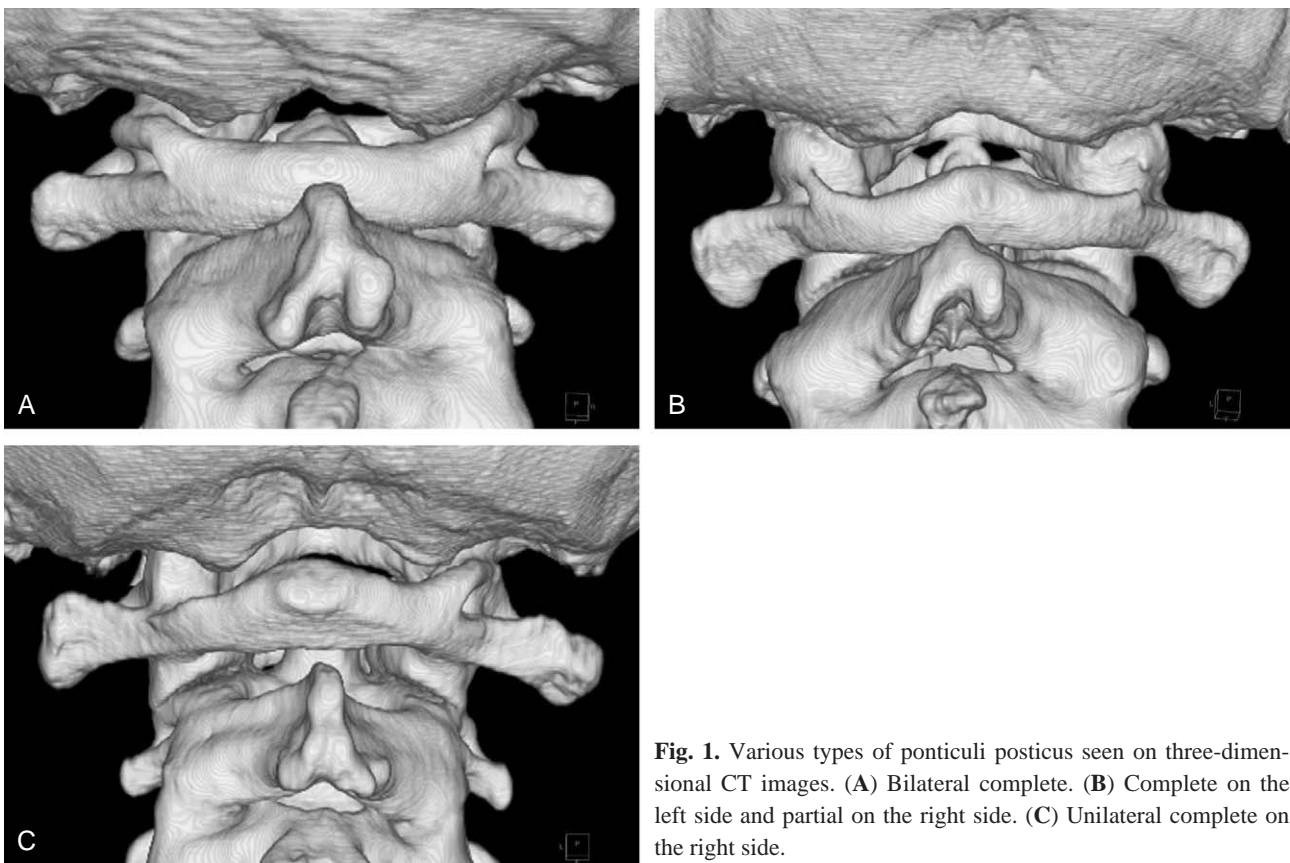 A
P
R
B
L
P
C
P
Fig. 1. Various types of ponticuli posticus seen on three-dimen-
sional CT images. (A) Bilateral complete. (B) Complete on the
left side and partial on the right side. (C) Unilateral complete on
the right side.